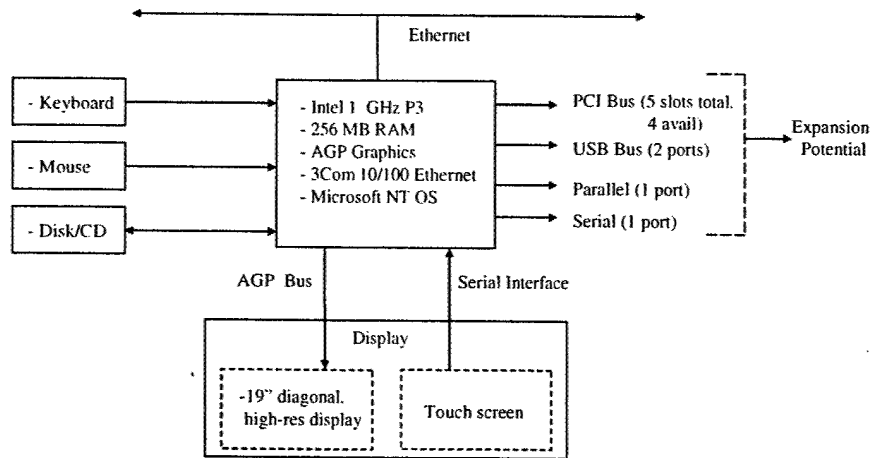 Ethernet
- Keyboard
- Mouse
- Disk/CD
- Intel 1 GHz P3
- 256 MB RAM
- AGP Graphics
- 3Com 10/100 Ethernet
- Microsoft NT OS
PCI Bus (5 slots total.
4 avail)
USB Bus (2 ports)
Parallel (1 port)
Serial (1 port)
Expansion
Potential
AGP Bus
Serial Interface
Display
-19" diagonal.
high-res display
Touch screen